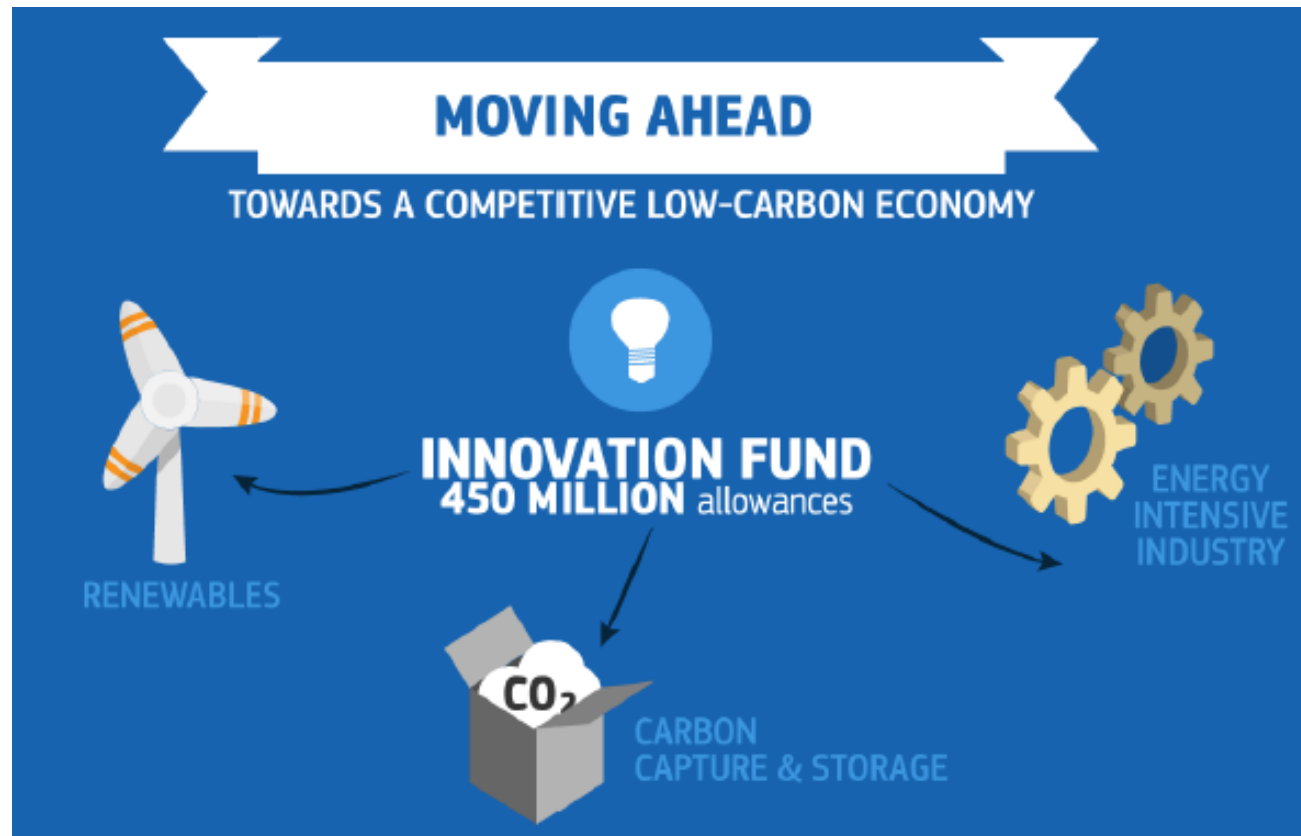 MOVING AHEAD
TOWARDS A COMPETITIVE LOW-CARBON ECONOMY
INNOVATION FUND
450 MILLION allowances
RENEWABLES
ENERGY
INTENSIVE
INDUSTRY
CO₂
CARBON
CAPTURE & STORAGE